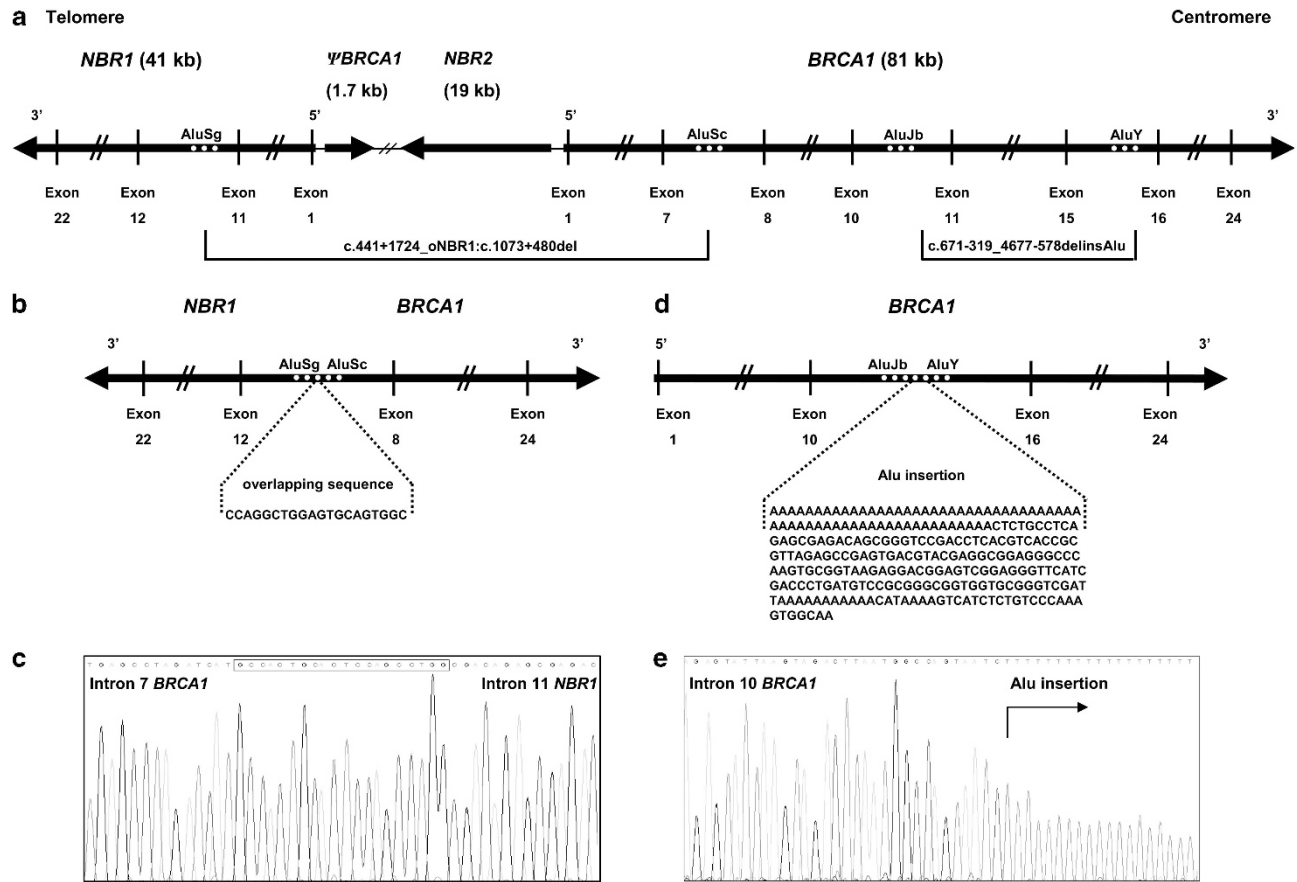 a Telomere Centromere
NBR1 (41 kb) ΨBRCA1 NBR2 BRCA1 (81 kb)
(1.7 kb) (19 kb)
3’ 5’ 5’ 3’
AluSg AluSc AluJb AluY
Exon Exon Exon Exon Exon Exon Exon Exon Exon Exon Exon Exon
22 12 11 1 1 7 8 10 11 15 16 24
c.441+1724_oNBR1:c.1073+480del c.671-319_4677-578delinsAlu
b NBR1 BRCA1
3’ 3’
AluSg AluSc
Exon Exon Exon Exon
22 12 8 24
overlapping sequence
CCAGGCTGGAGTGCAGTGGC
d BRCA1
5’ 3’
AluJb AluY
Exon Exon Exon Exon
1 10 16 24
Alu insertion
AAAAAAAAAAAAAAAAAAAAAAAAAAAAAAAAAAA
AAAAAAAAAAAAAAAAAAAAAAAAACTCTGCCTCA
GAGCGAGACAGCGGGTCCGACCTCACGTCACCGC
GTTAGAGCCGAGTGACGTACGAGGCGGAGGGCCC
AAGTGCGGTAAGAGGACGGAGTCGGAGGGTTCATC
GACCCTGATGTCCGCGGGCGGTGGTGCGGGTCGAT
TAAAAAAAAAAACATAAAAGTCATCTCTGTCCCAAA
GTGGCAA
c
TGAGCCTAGATCATGCCACTGCACTCCAGCCTGGCGACAGAGCGAGAC
Intron 7 BRCA1 Intron 11 NBR1
e
AGAGTATTAAGTAGACTTAATGGCCAGTAATCTTTTTTTTTTTTTTTTTT
Intron 10 BRCA1 Alu insertion